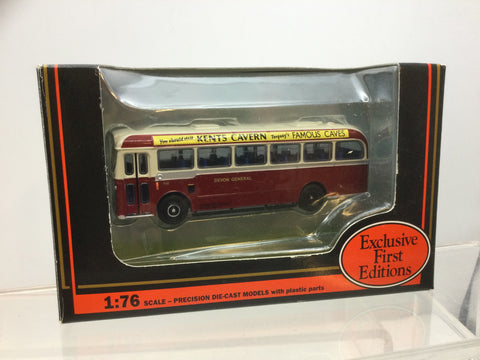 You should visit KENTS CAVERN Torquay's FAMOUS CAVES
DEVON GENERAL
Exclusive
First
Editions
1:76 SCALE – PRECISION DIE-CAST MODELS with plastic parts